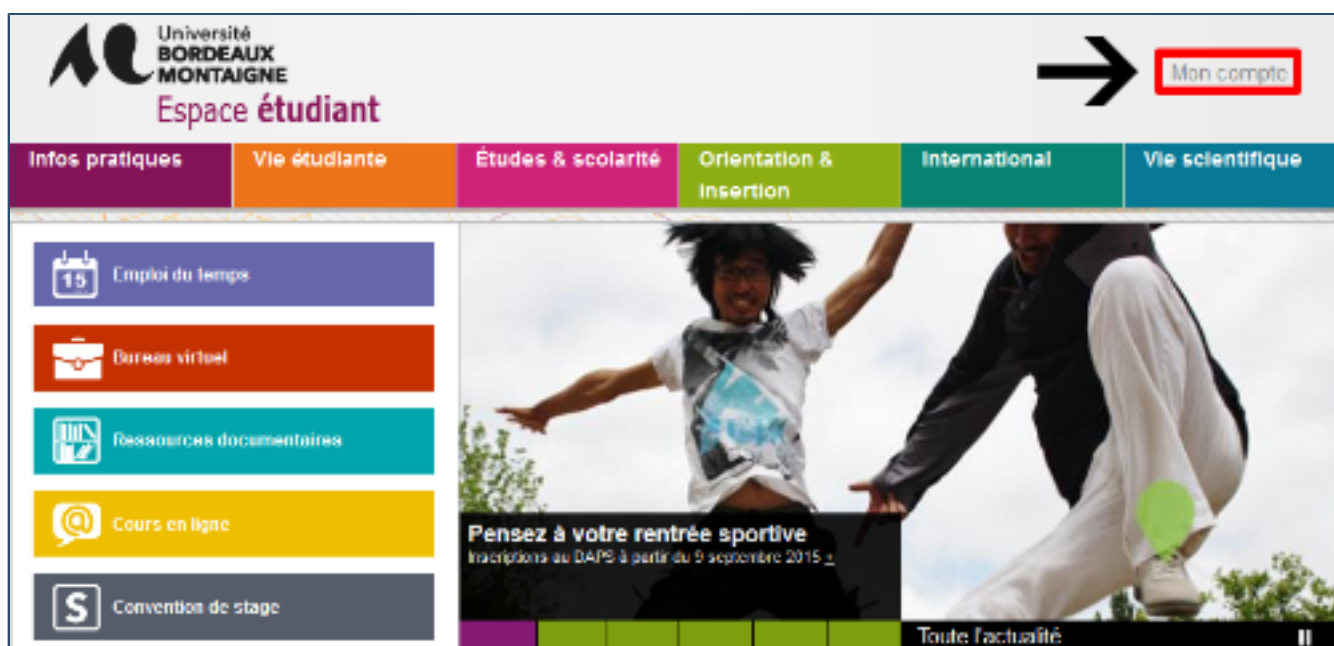 Université
BORDEAUX
MONTAIGNE
Espace étudiant
Mon compte
Infos pratiques
Vie étudiante
Études & scolarité
Orientation &
insertion
International
Vie scientifique
15
Emploi du temps
Bureau virtuel
Ressources documentaires
@
Cours en ligne
S
Convention de stage
Pensez à votre rentrée sportive
Inscriptions au DAPS à partir du 9 septembre 2015 +
Toute l'actualité